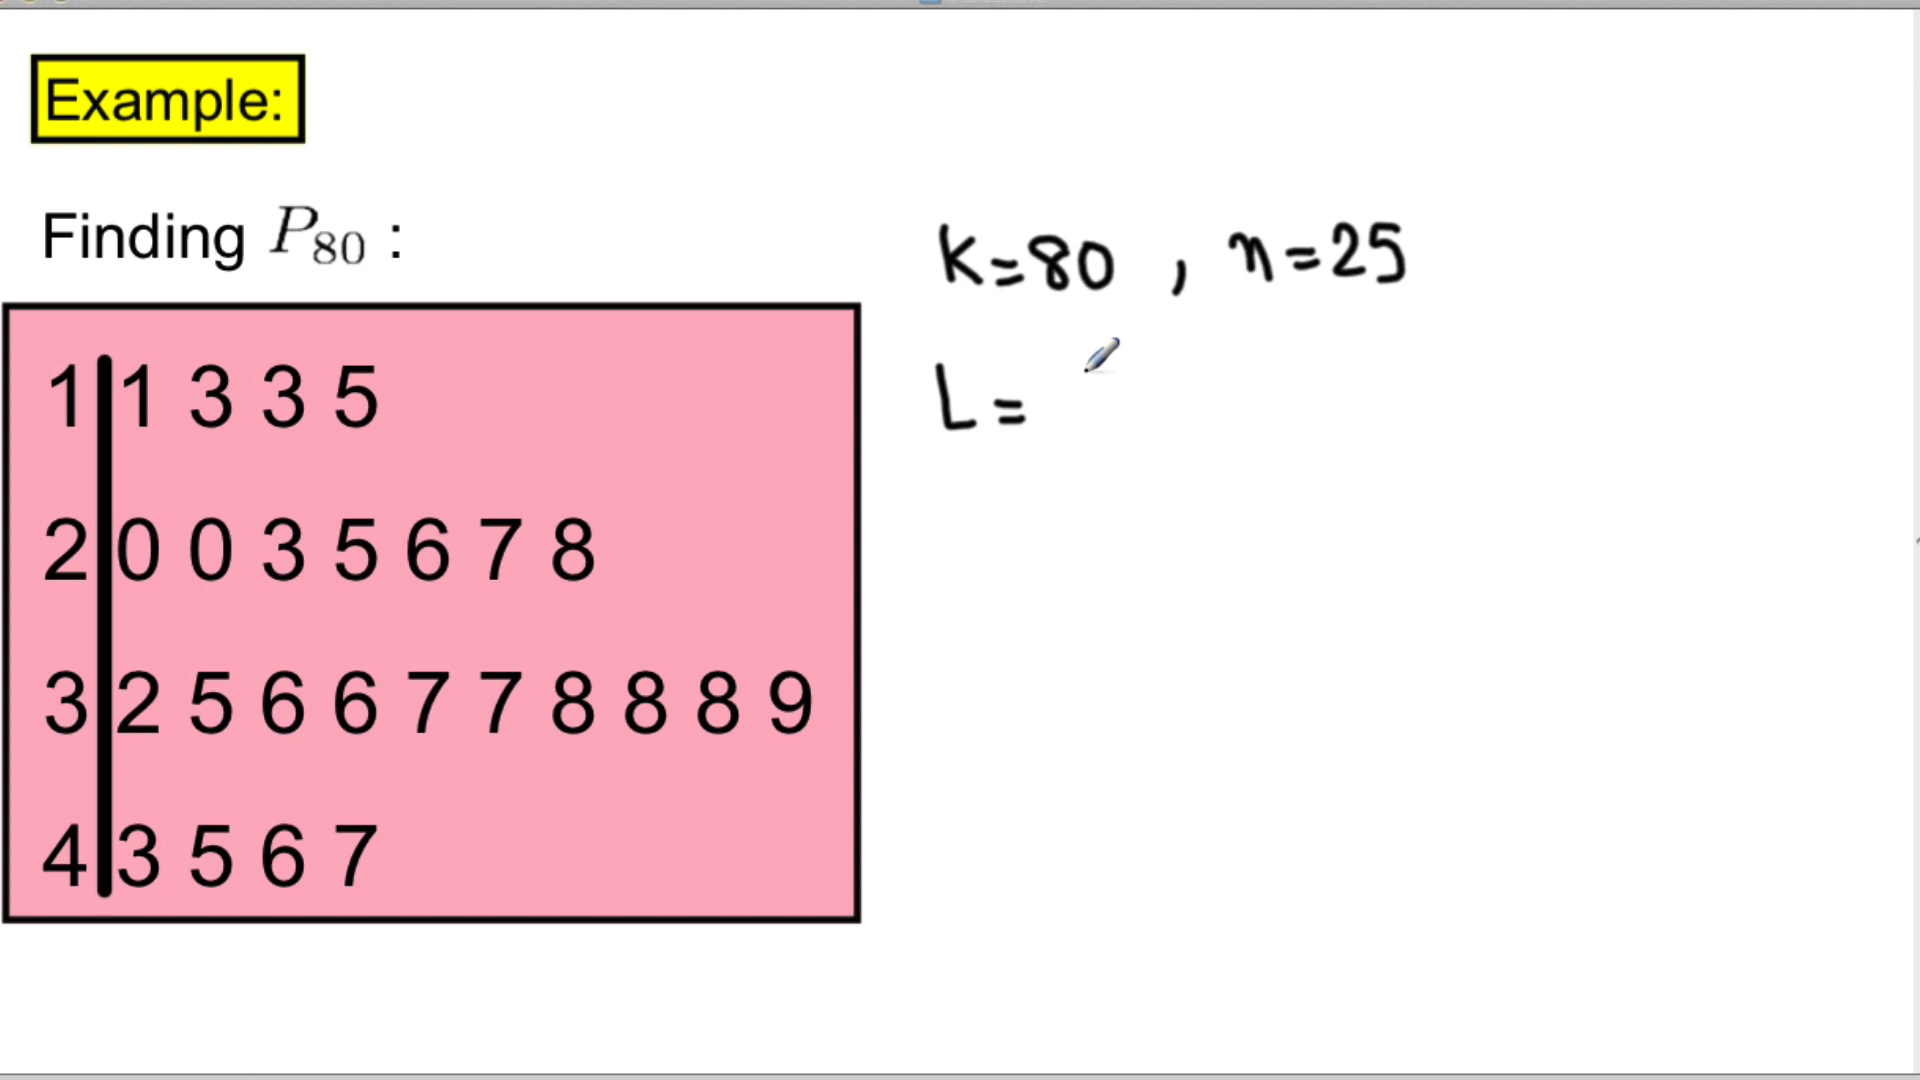 Example:
Finding P80 :
K=80 , n=25
L=
1|1 3 3 5
2|0 0 3 5 6 7 8
3|2 5 6 6 7 7 8 8 8 9
4|3 5 6 7